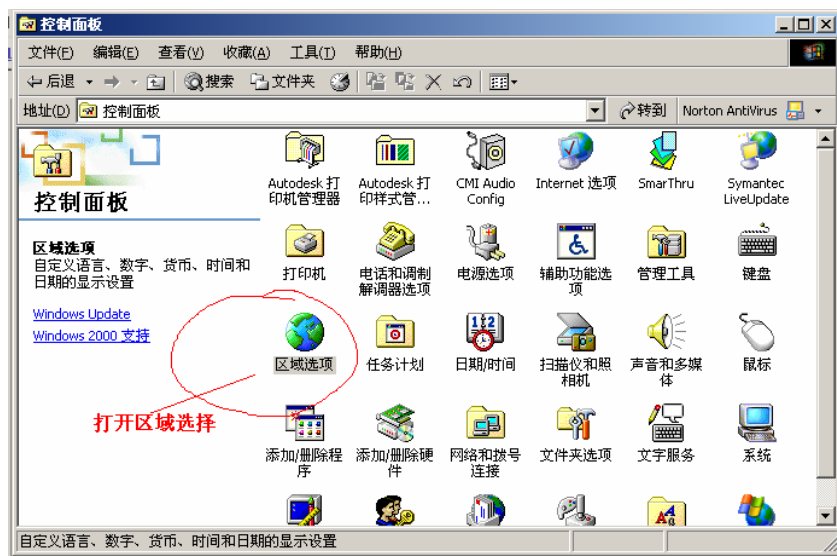 控制面板
文件(F) 编辑(E) 查看(V) 收藏(A) 工具(T) 帮助(H)
后退 搜索 文件夹
地址(D) 控制面板 转到 Norton AntiVirus
控制面板
区域选项
自定义语言、数字、货币、时间和
日期的显示设置
Windows Update
Windows 2000 支持
打开区域选择
Autodesk 打
印机管理器
Autodesk 打
印样式管...
CMI Audio
Config
Internet 选项
SmarThru
Symantec
LiveUpdate
打印机
电话和调制
解调器选项
电源选项
辅助功能选
项
管理工具
键盘
区域选项
任务计划
日期/时间
扫描仪和照
相机
声音和多媒
体
鼠标
添加/删除程
序
添加/删除硬
件
网络和拨号
连接
文件夹选项
文字服务
系统
自定义语言、数字、货币、时间和日期的显示设置